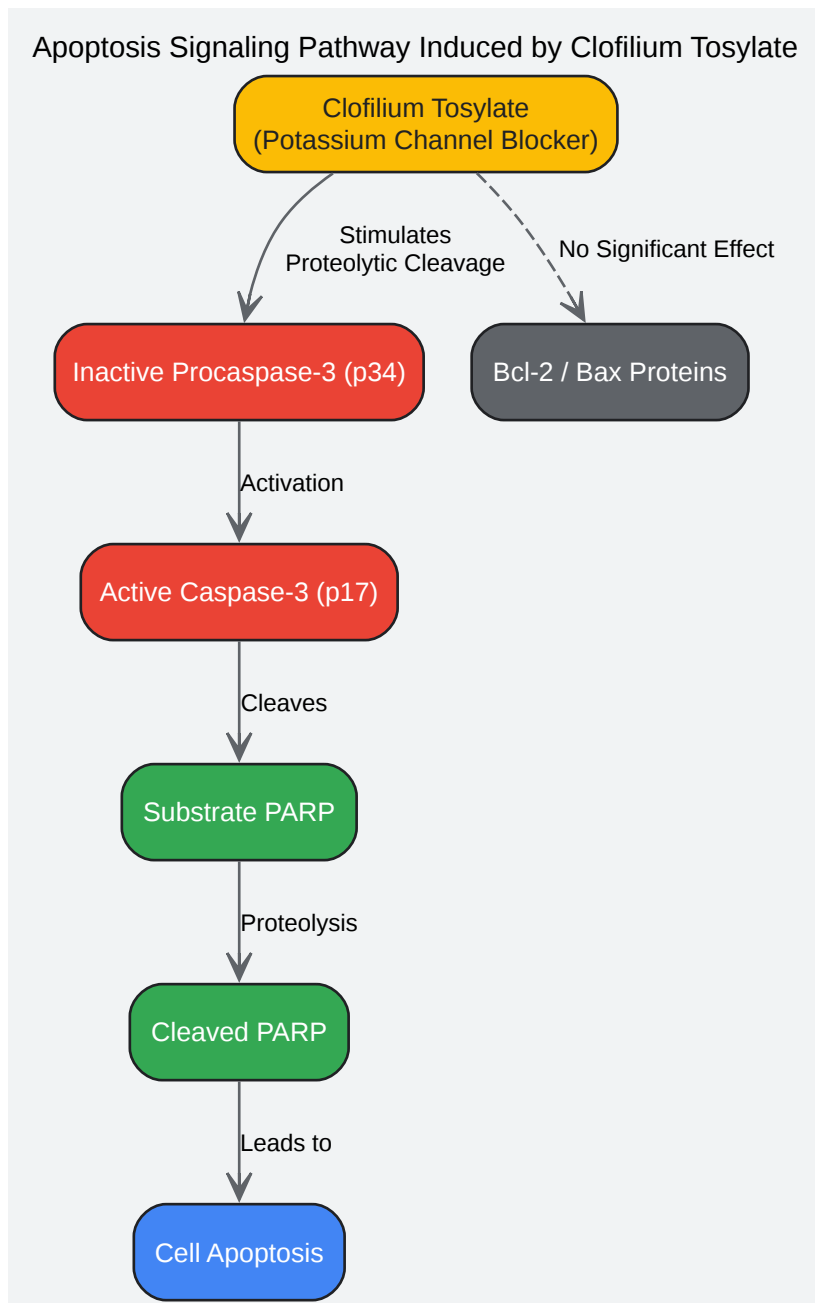 Apoptosis Signaling Pathway Induced by Clofilium Tosylate
Clofilium Tosylate
(Potassium Channel Blocker)
Stimulates
Proteolytic Cleavage
No Significant Effect
Inactive Procaspase-3 (p34)
Bcl-2 / Bax Proteins
Activation
Active Caspase-3 (p17)
Cleaves
Substrate PARP
Proteolysis
Cleaved PARP
Leads to
Cell Apoptosis